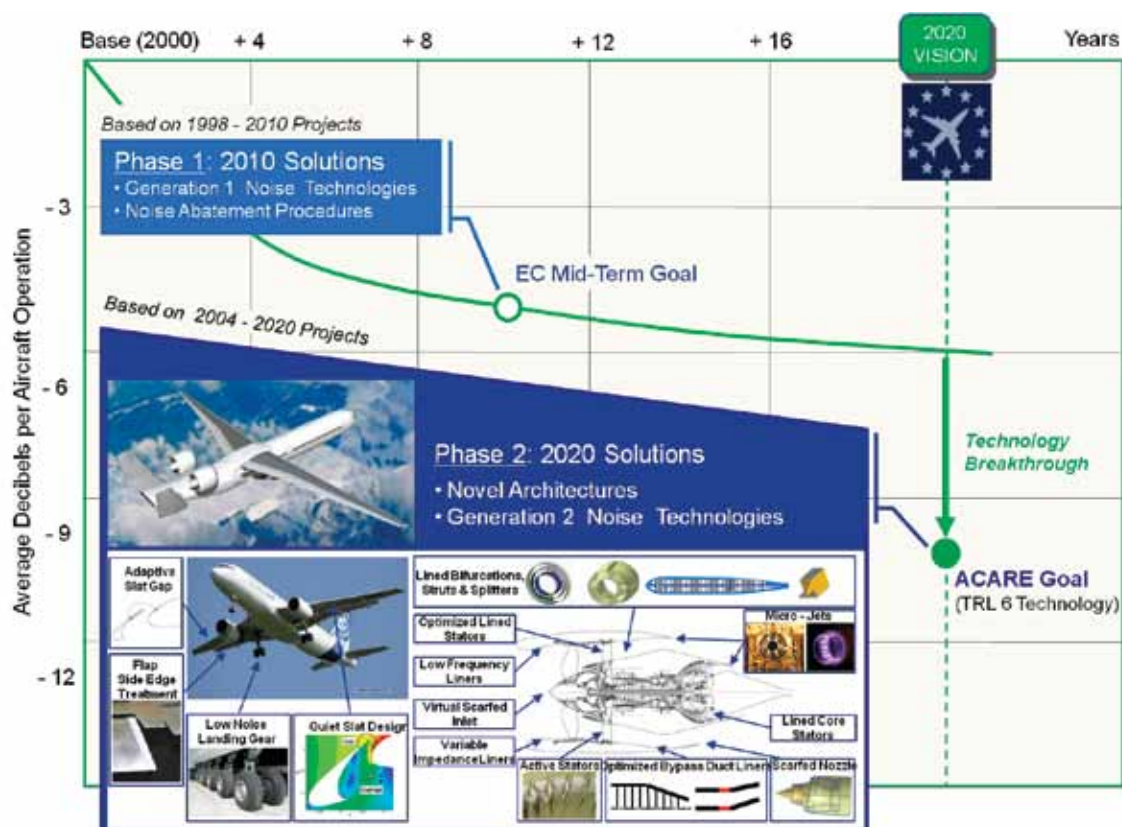 Base (2000) + 4 + 8 + 12 + 16 Years
2020
VISION
Based on 1998 - 2010 Projects
Phase 1: 2010 Solutions
• Generation 1 Noise Technologies
• Noise Abatement Procedures
- 3
EC Mid-Term Goal
Based on 2004 - 2020 Projects
- 6
Average Decibels per Aircraft Operation
Technology
Breakthrough
Phase 2: 2020 Solutions
• Novel Architectures
• Generation 2 Noise Technologies
- 9
ACARE Goal
(TRL 6 Technology)
Adaptive
Slat Gap
Lined Bifurcations,
Struts & Splitters
Optimized Lined
Stators
Micro - Jets
Low Frequency
Liners
- 12
Flap
Side Edge
Treatment
Virtual Scarfed
Inlet
Low Noise
Landing Gear
Quiet Slat Design
Lined Core
Stators
Variable
Impedance Liners
Active Stators
Optimized Bypass Duct Liners
Scarfed Nozzle